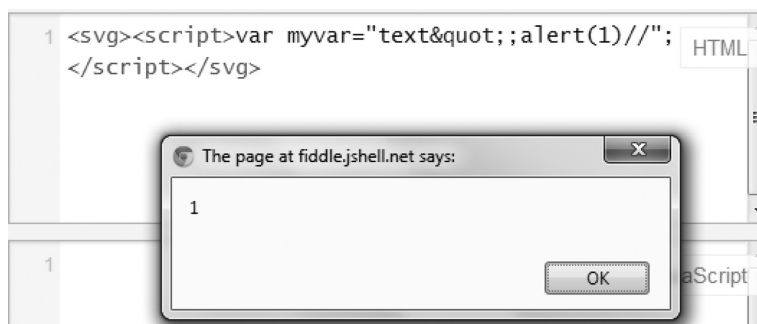 1 <svg><script>var myvar="text&quot;;alert(1)//";
</script></svg>
HTML
The page at fiddle.jshell.net says:
x
1
OK
1
aScript